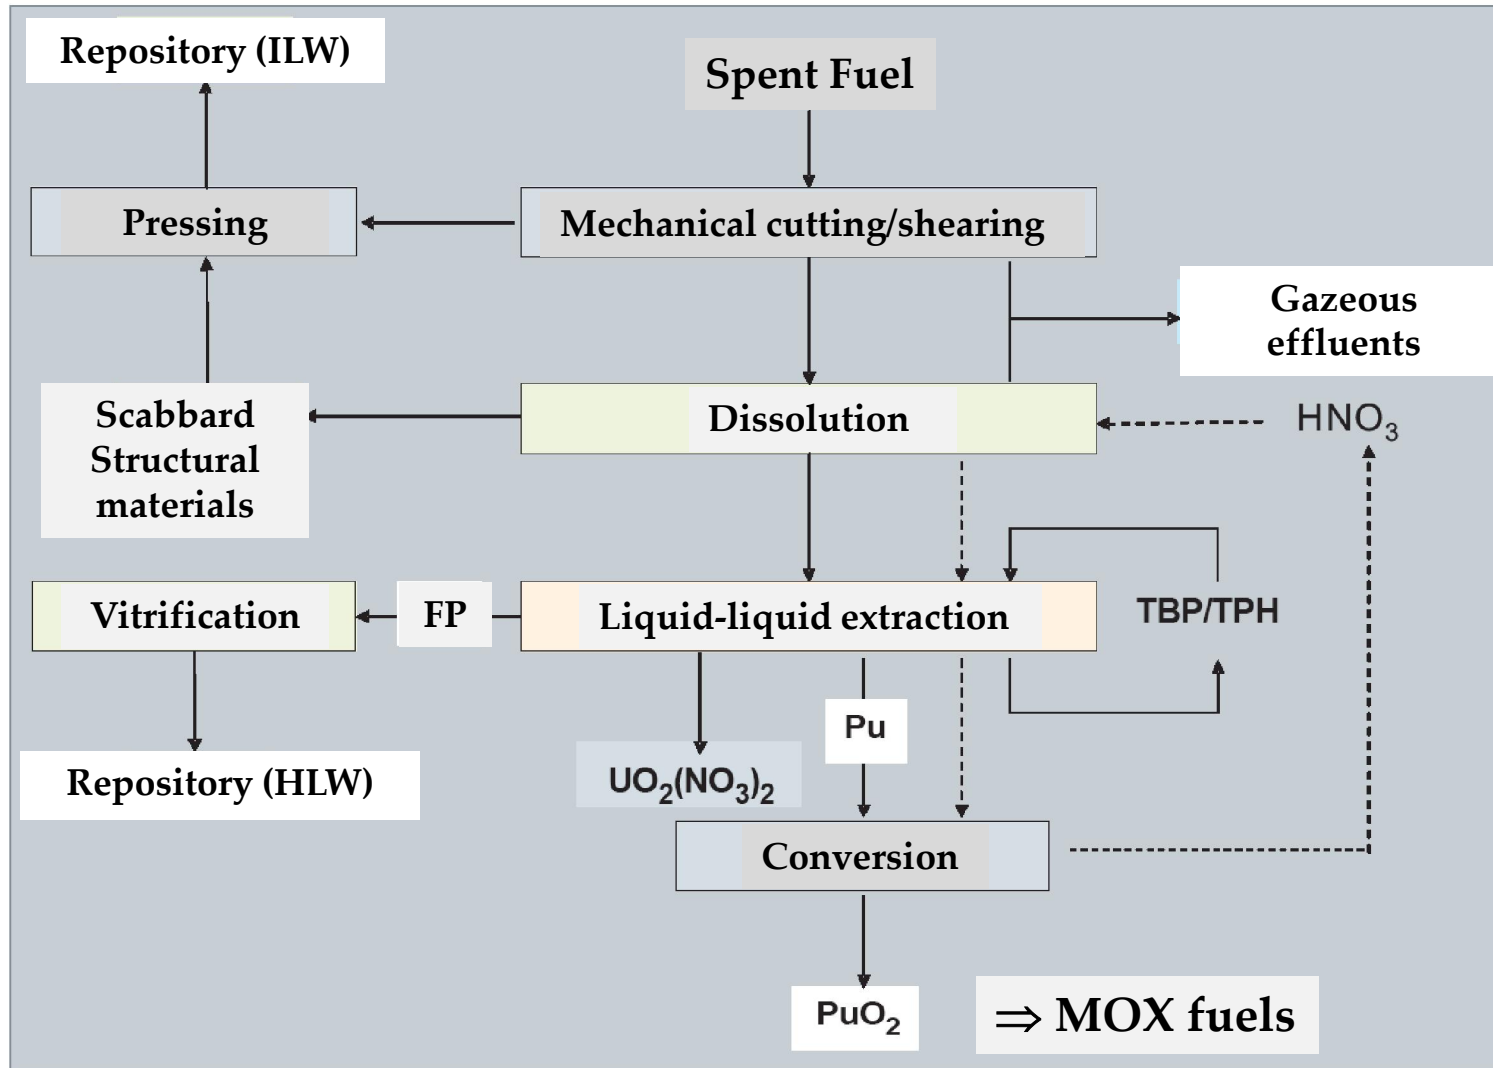 Repository (ILW)
Spent Fuel
Pressing
Mechanical cutting/shearing
Gazeous
effluents
Scabbard
Structural
materials
Dissolution
HNO₃
Vitrification
FP
Liquid-liquid extraction
TBP/TPH
Pu
Repository (HLW)
UO₂(NO₃)₂
Conversion
PuO₂
⇒ MOX fuels